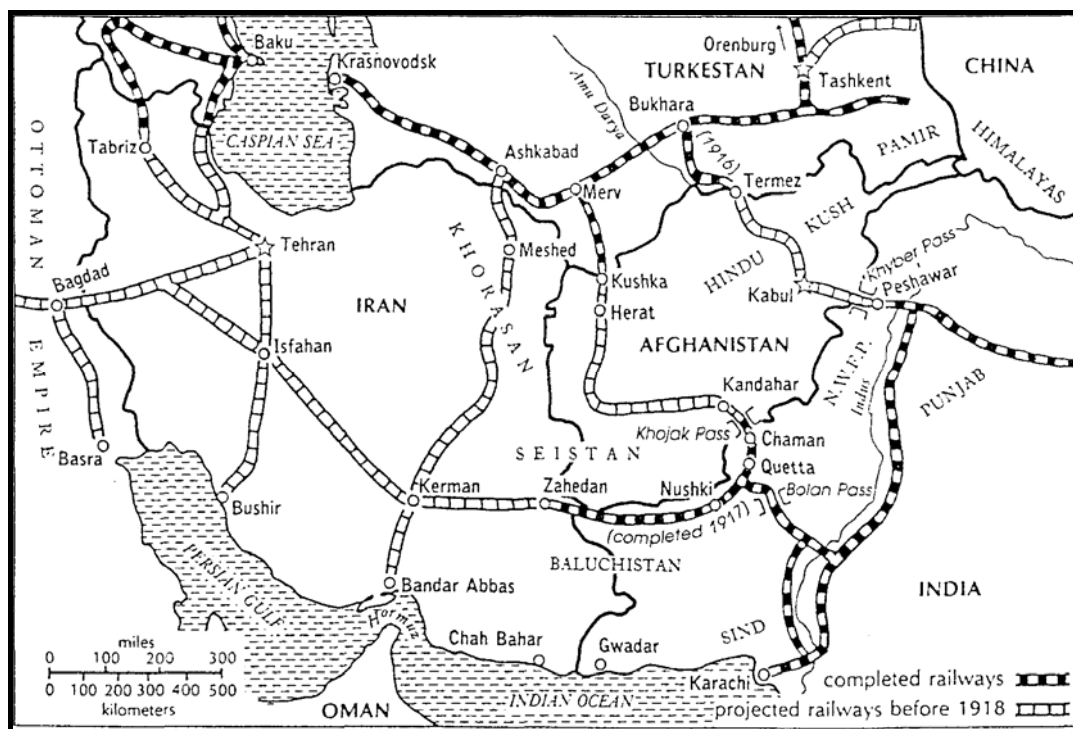 Baku
Krasnovodsk
Orenburg
TURKESTAN
Tashkent
CHINA
Amu Darya
Bukhara
OTTOMAN EMPIRE
CASPIAN SEA
Tabriz
(1916)
PAMIR
HIMALAYAS
Ashkabad
Merv
Termez
KUSH
Tehran
KHORASAN
Meshed
HINDU
Khyber Pass
Bagdad
Kushka
Kabul
Peshawar
IRAN
Herat
Isfahan
AFGHANISTAN
N.W.F.P.
Indus
PUNJAB
Kandahar
Khojak Pass
Chaman
Basra
SEISTAN
Quetta
Kerman
Zahedan
Nushki
Bolan Pass
Bushir
(completed 1917)
PERSIAN GULF
BALUCHISTAN
Bandar Abbas
INDIA
Hormuz
miles
Chah Bahar
Gwadar
SIND
0 100 200 300
completed railways
0 100 200 300 400 500
Karachi
kilometers
OMAN
INDIAN OCEAN
projected railways before 1918